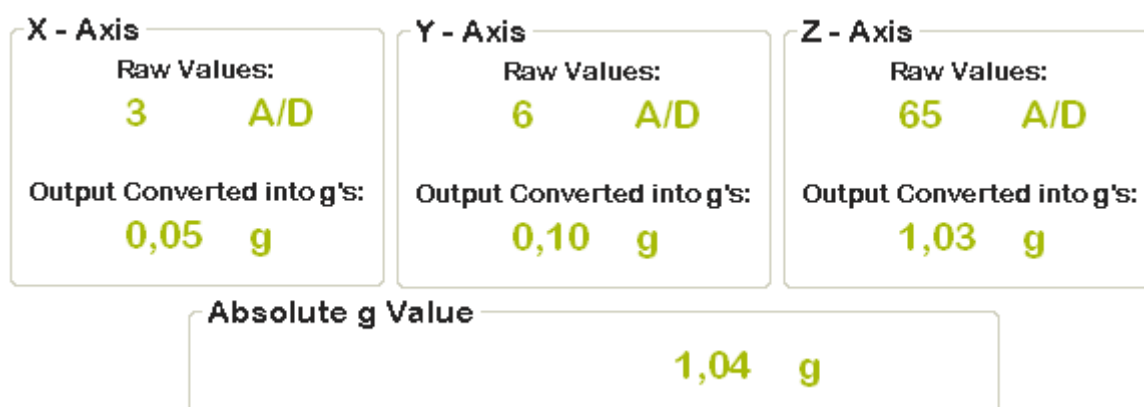 X - Axis
Raw Values:
3 A/D
Output Converted into g's:
0,05 g
Y - Axis
Raw Values:
6 A/D
Output Converted into g's:
0,10 g
Z - Axis
Raw Values:
65 A/D
Output Converted into g's:
1,03 g
Absolute g Value
1,04 g